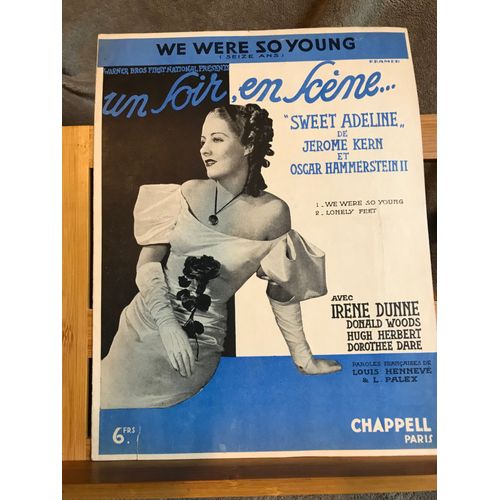 WE WERE SO YOUNG
(SEIZE ANS)
WARNER BROS FIRST NATIONAL PRÉSENTE
un soir, en scène...
"SWEET ADELINE"
DE
JEROME KERN
ET
OSCAR HAMMERSTEIN II
1. WE WERE SO YOUNG
2. LONELY FEET
AVEC
IRENE DUNNE
DONALD WOODS
HUGH HERBERT
DOROTHEE DARE
PAROLES FRANÇAISES DE
LOUIS HENNEVÉ
& L. PALEX
6 FRS
CHAPPELL
PARIS